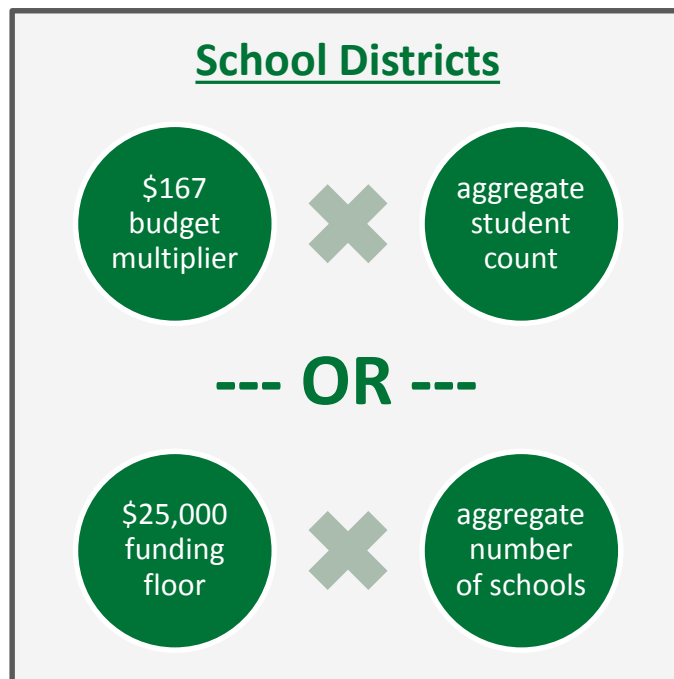 School Districts
$167
budget
multiplier
aggregate
student
count
--- OR ---
$25,000
funding
floor
aggregate
number
of schools